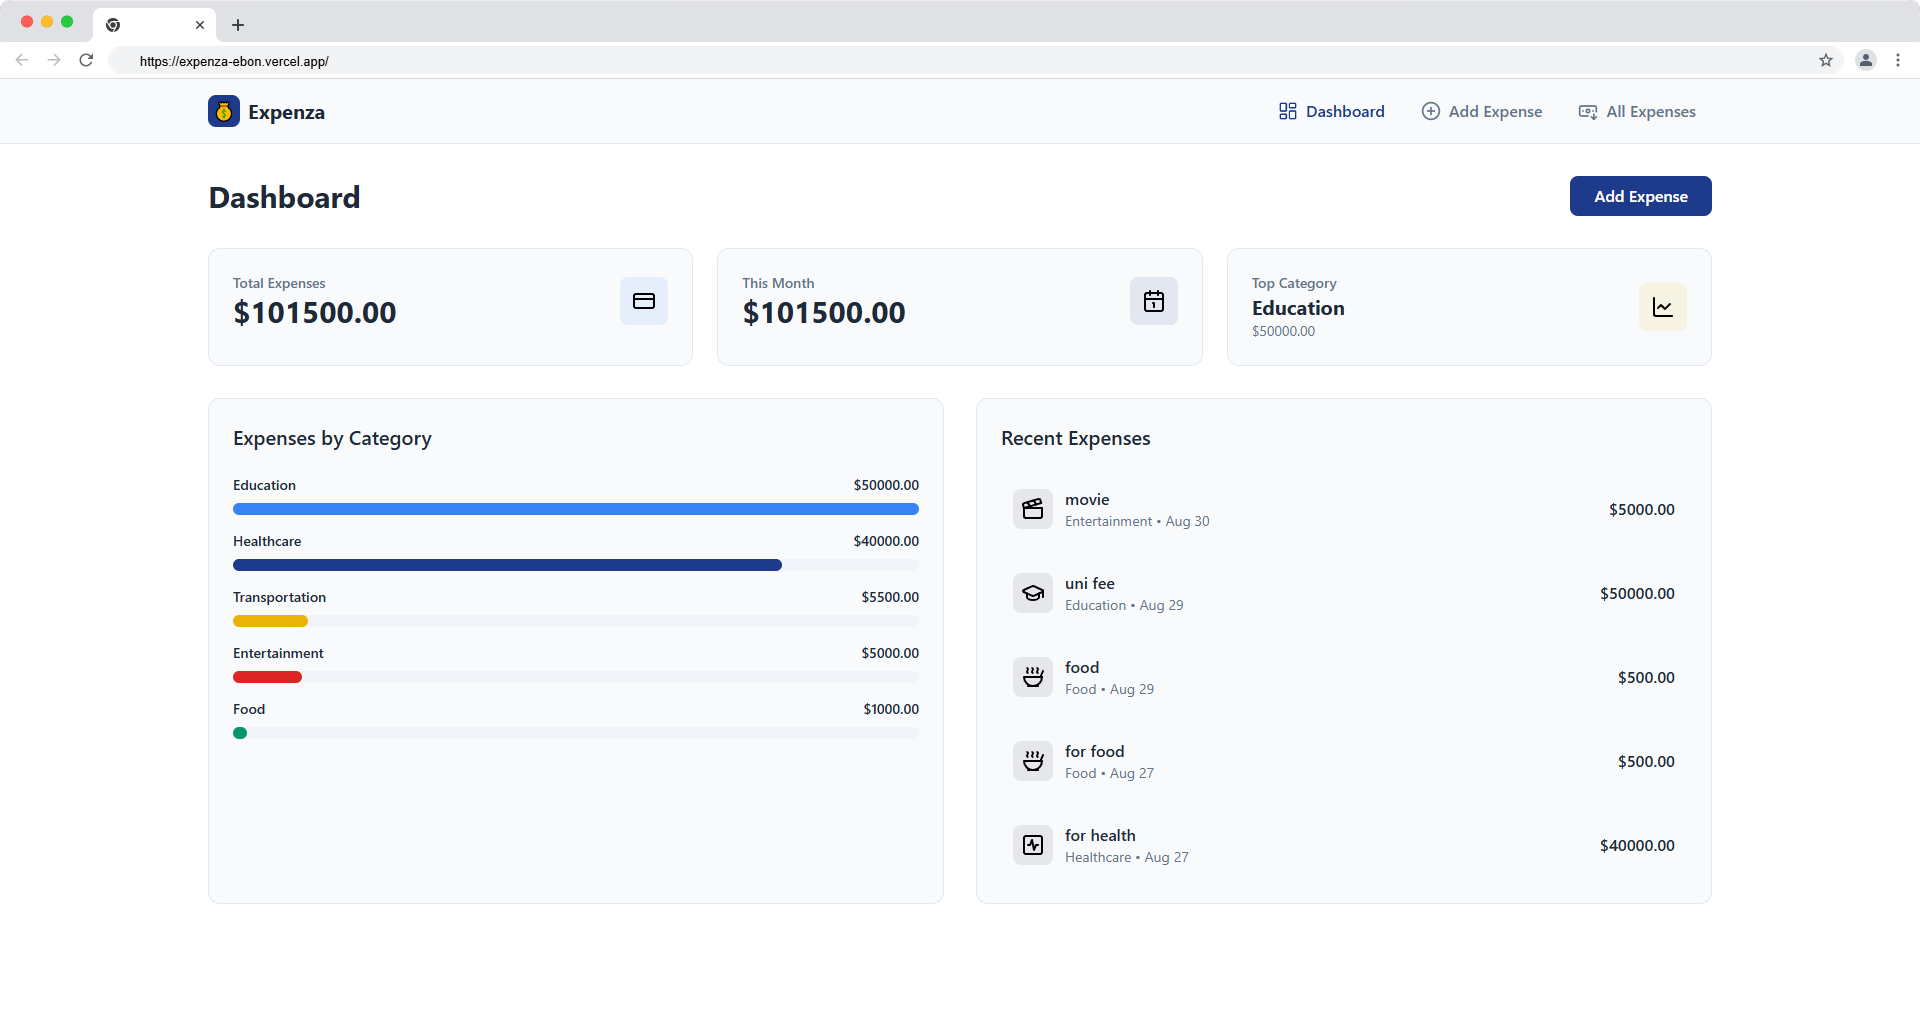 https://expenza-ebon.vercel.app/
Expenza
Dashboard
Add Expense
All Expenses
Dashboard
Add Expense
Total Expenses
$101500.00
This Month
$101500.00
Top Category
Education
$50000.00
Expenses by Category
Education $50000.00
Healthcare $40000.00
Transportation $5500.00
Entertainment $5000.00
Food $1000.00
Recent Expenses
movie
Entertainment • Aug 30
$5000.00
uni fee
Education • Aug 29
$50000.00
food
Food • Aug 29
$500.00
for food
Food • Aug 27
$500.00
for health
Healthcare • Aug 27
$40000.00